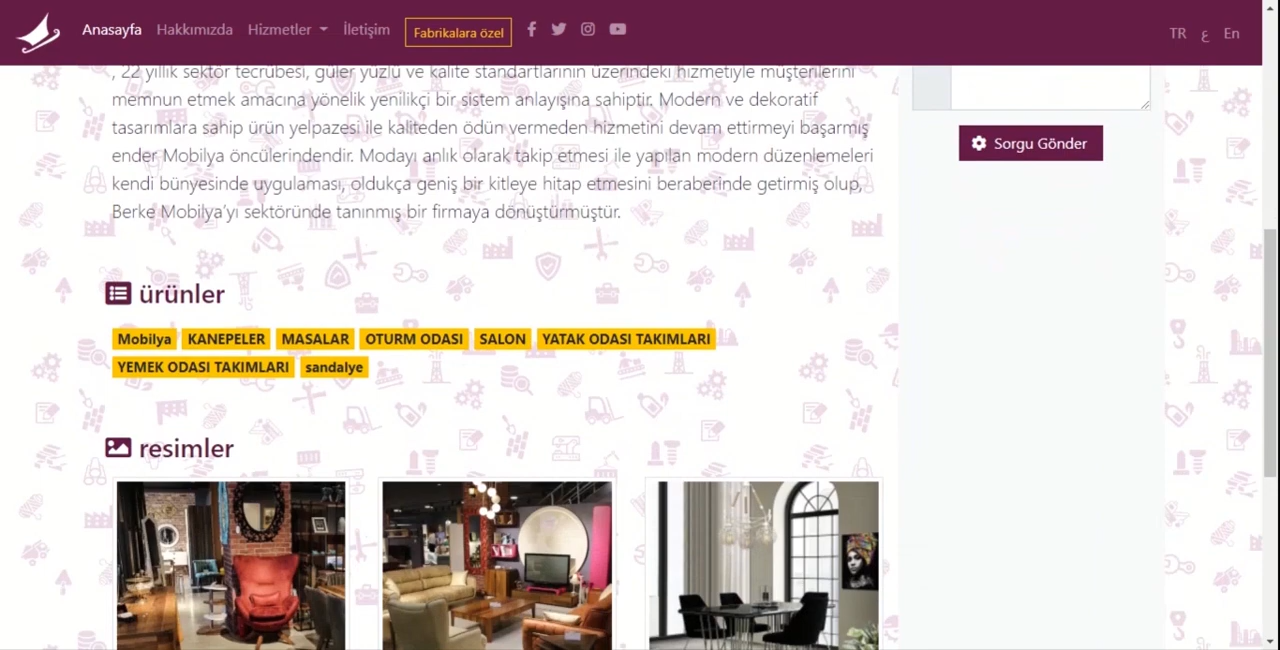 Anasayfa Hakkımızda Hizmetler İletişim Fabrikalara özel TR ع En
, 22 yıllık sektör tecrübesi, güler yüzlü ve kalite standartlarının üzerindeki hizmetiyle müşterilerini
memnun etmek amacına yönelik yenilikçi bir sistem anlayışına sahiptir. Modern ve dekoratif
tasarımlara sahip ürün yelpazesi ile kaliteden ödün vermeden hizmetini devam ettirmeyi başarmış
ender Mobilya öncülerindendir. Modayı anlık olarak takip etmesi ile yapılan modern düzenlemeleri
kendi bünyesinde uygulaması, oldukça geniş bir kitleye hitap etmesini beraberinde getirmiş olup,
Berke Mobilya’yı sektöründe tanınmış bir firmaya dönüştürmüştür.
Sorgu Gönder
ürünler
Mobilya KANEPELER MASALAR OTURM ODASI SALON YATAK ODASI TAKIMLARI
YEMEK ODASI TAKIMLARI sandalye
resimler